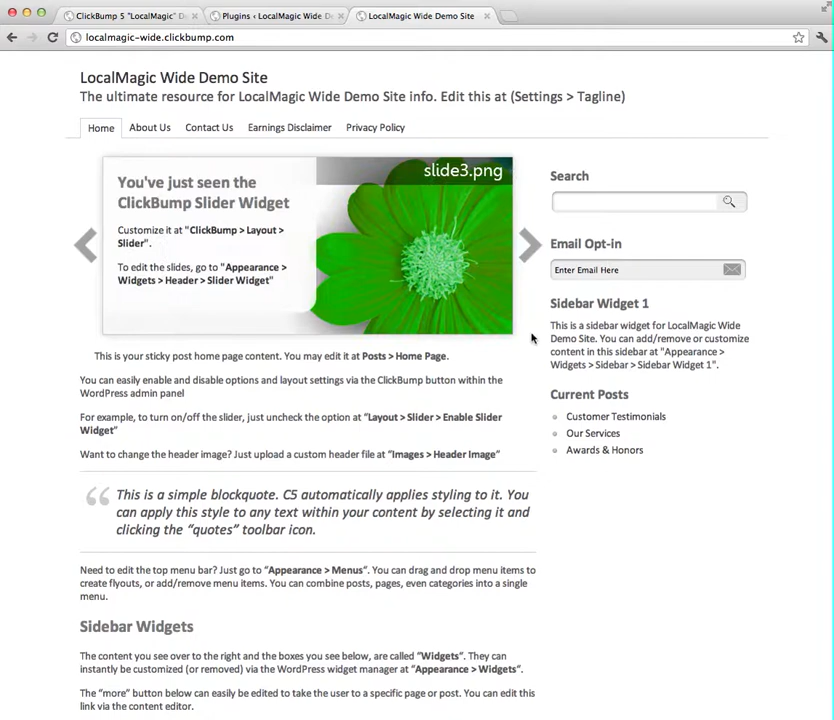 ClickBump 5 "LocalMagic" D
Plugins ‹ LocalMagic Wide D
LocalMagic Wide Demo Site
localmagic-wide.clickbump.com
LocalMagic Wide Demo Site
The ultimate resource for LocalMagic Wide Demo Site info. Edit this at (Settings > Tagline)
Home About Us Contact Us Earnings Disclaimer Privacy Policy
You've just seen the
ClickBump Slider Widget
Customize it at "ClickBump > Layout >
Slider".
To edit the slides, go to "Appearance >
Widgets > Header > Slider Widget"
slide3.png
This is your sticky post home page content. You may edit it at Posts > Home Page.
You can easily enable and disable options and layout settings via the ClickBump button within the
WordPress admin panel
For example, to turn on/off the slider, just uncheck the option at “Layout > Slider > Enable Slider
Widget”
Want to change the header image? Just upload a custom header file at “Images > Header Image”
“ This is a simple blockquote. C5 automatically applies styling to it. You
can apply this style to any text within your content by selecting it and
clicking the “quotes” toolbar icon.
Need to edit the top menu bar? Just go to “Appearance > Menus”. You can drag and drop menu items to
create flyouts, or add/remove menu items. You can combine posts, pages, even categories into a single
menu.
Sidebar Widgets
The content you see over to the right and the boxes you see below, are called “Widgets”. They can
instantly be customized (or removed) via the WordPress widget manager at “Appearance > Widgets”.
The “more” button below can easily be edited to take the user to a specific page or post. You can edit this
link via the content editor.
Search
Email Opt-in
Enter Email Here
Sidebar Widget 1
This is a sidebar widget for LocalMagic Wide
Demo Site. You can add/remove or customize
content in this sidebar at "Appearance >
Widgets > Sidebar > Sidebar Widget 1".
Current Posts
Customer Testimonials
Our Services
Awards & Honors